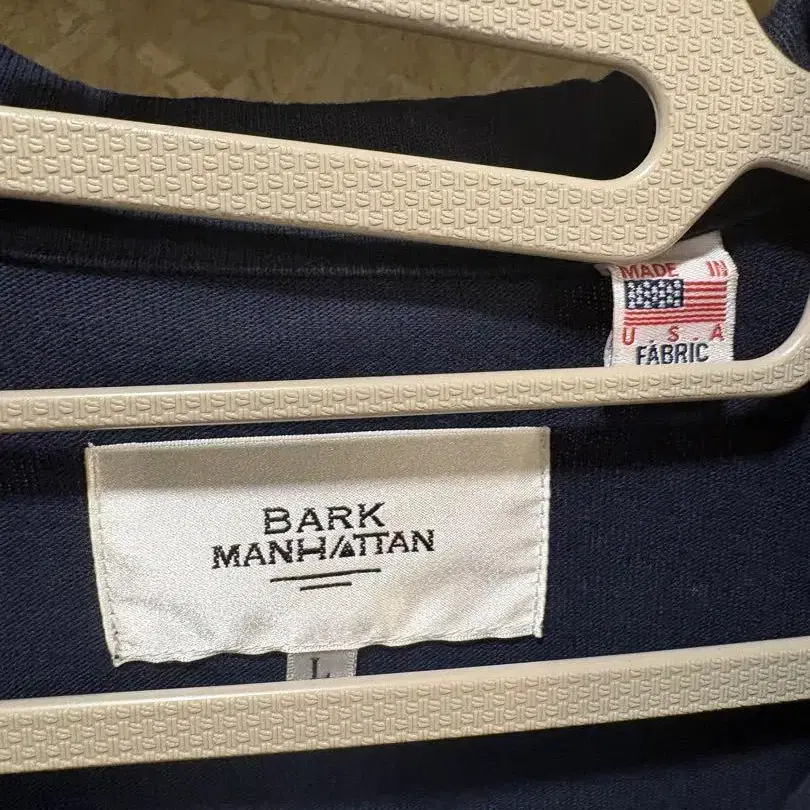 MADE IN
U S A
FABRIC
BARK
MANHATTAN
L